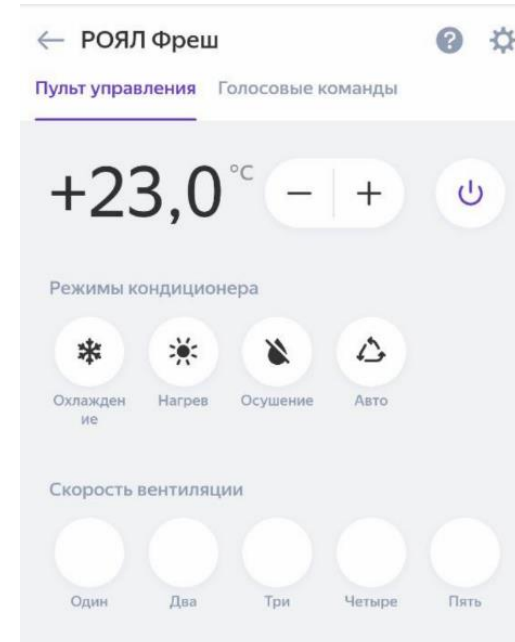 РОЯЛ Фреш
Пульт управления Голосовые команды
+23,0 °C − +
Режимы кондиционера
Охлажден
ие
Нагрев
Осушение
Авто
Скорость вентиляции
Один Два Три Четыре Пять